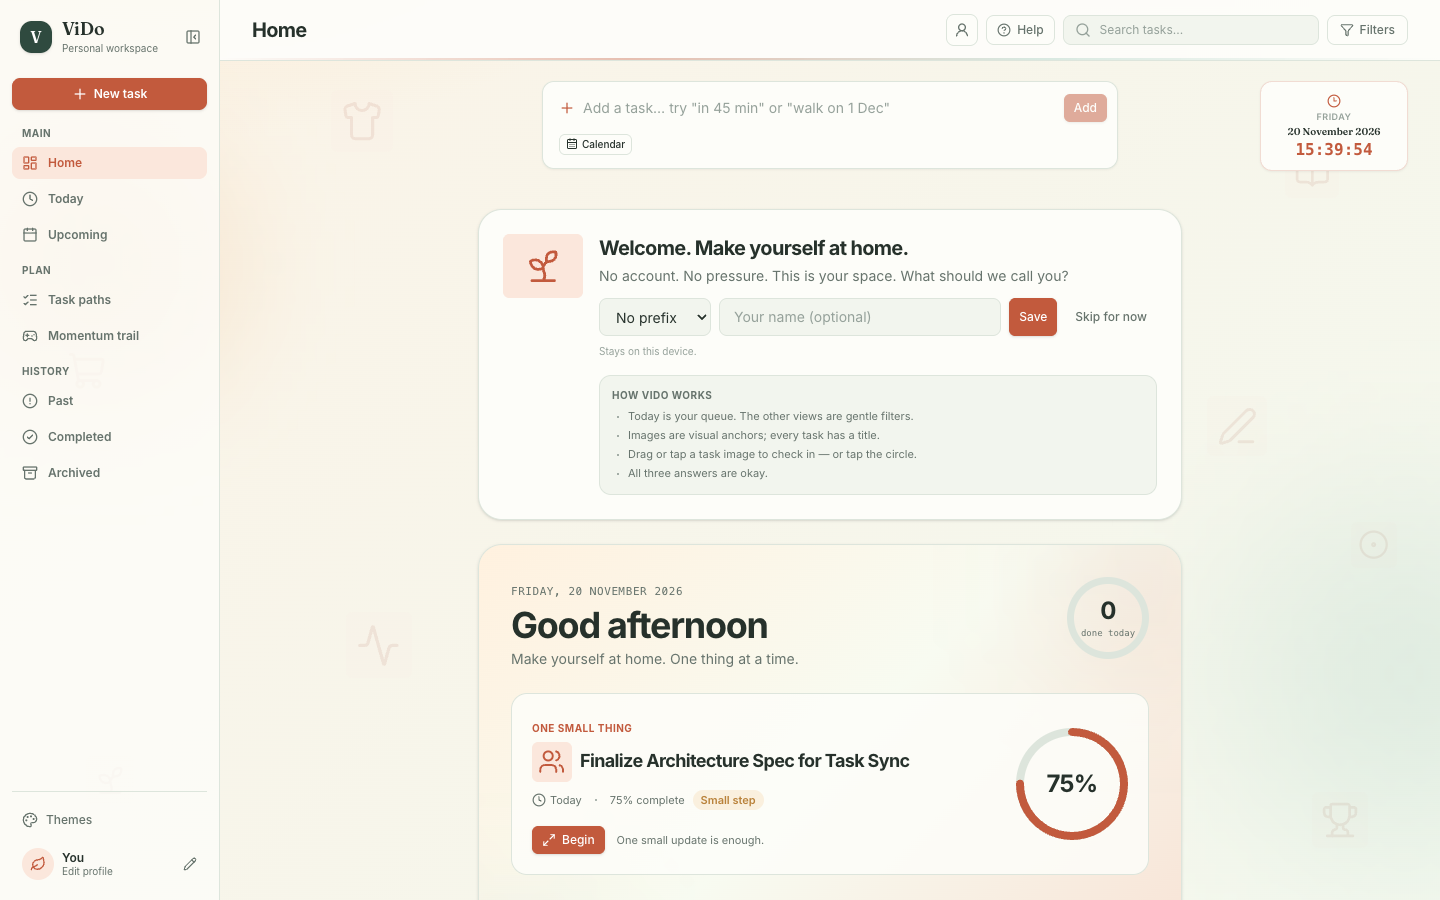 V
ViDo
Personal workspace
New task
MAIN
Home
Today
Upcoming
PLAN
Task paths
Momentum trail
HISTORY
Past
Completed
Archived
Themes
You
Edit profile
Home
Help
Search tasks...
Filters
Add a task... try "in 45 min" or "walk on 1 Dec"
Add
Calendar
FRIDAY
20 November 2026
15:39:54
Welcome. Make yourself at home.
No account. No pressure. This is your space. What should we call you?
No prefix
Your name (optional)
Save
Skip for now
Stays on this device.
HOW VIDO WORKS
· Today is your queue. The other views are gentle filters.
· Images are visual anchors; every task has a title.
· Drag or tap a task image to check in — or tap the circle.
· All three answers are okay.
FRIDAY, 20 NOVEMBER 2026
Good afternoon
Make yourself at home. One thing at a time.
0
done today
ONE SMALL THING
Finalize Architecture Spec for Task Sync
Today · 75% complete Small step
Begin
One small update is enough.
75%